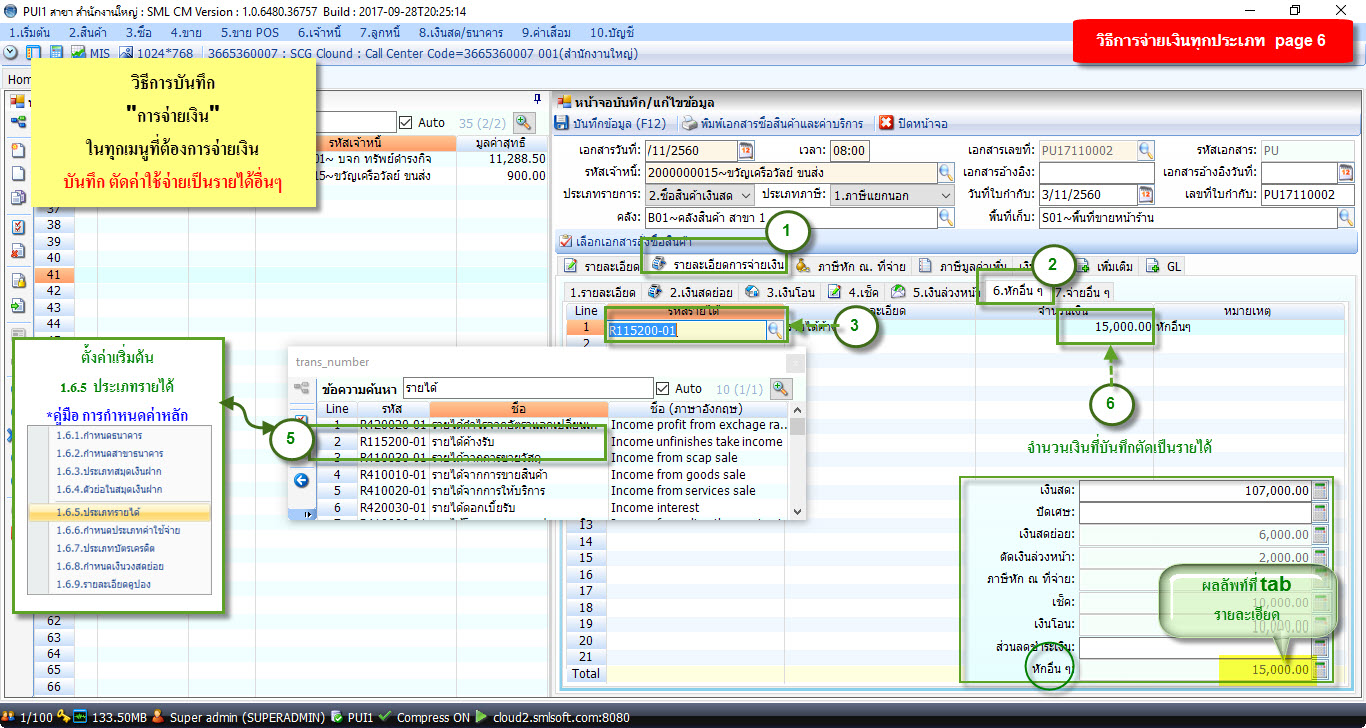 PUI1 สาขา สำนักงานใหญ่ : SML CM Version : 1.0.6480.36757 Build : 2017-09-28T20:25:14
1.เริ่มต้น 2.สินค้า 3.ซื้อ 4.ขาย 5.ขาย POS 6.เจ้าหนี้ 7.ลูกหนี้ 8.เงินสด/ธนาคาร 9.ค่าเสื่อม 10.บัญชี
MIS 1024*768 3665360007 : SCG Clound : Call Center Code=3665360007 001(สำนักงานใหญ่)
วิธีการจ่ายเงินทุกประเภท page 6
วิธีการบันทึก
"การจ่ายเงิน"
ในทุกเมนูที่ต้องการจ่ายเงิน
บันทึก ตัดค่าใช้จ่ายเป็นรายได้อื่นๆ
Auto 35 (2/2)
รหัสเจ้าหนี้ มูลค่าสุทธิ
01~ บจก ทรัพย์ดำรงกิจ 11,288.50
15~ขวัญเครือวัลย์ ขนส่ง 900.00
37
38
39
40
41
42
43
44
62
63
64
65
66
หน้าจอบันทึก/แก้ไขข้อมูล
บันทึกข้อมูล (F12) พิมพ์เอกสารซื้อสินค้าและค่าบริการ ปิดหน้าจอ
เอกสารวันที่: /11/2560 เวลา: 08:00 เอกสารเลขที่: PU17110002 รหัสเอกสาร: PU
รหัสเจ้าหนี้: 2000000015~ขวัญเครือวัลย์ ขนส่ง เอกสารอ้างอิง: เอกสารอ้างอิงวันที่:
ประเภทรายการ: 2.ซื้อสินค้าเงินสด ประเภทภาษี: 1.ภาษีแยกนอก วันที่ใบกำกับ: 3/11/2560 เลขที่ใบกำกับ: PU17110002
คลัง: B01~คลังสินค้า สาขา 1 พื้นที่เก็บ: S01~พื้นที่ขายหน้าร้าน
เลือกเอกสารสั่งซื้อสินค้า
1
รายละเอียด รายละเอียดการจ่ายเงิน ภาษีหัก ณ. ที่จ่าย ภาษีมูลค่าเพิ่ม 2 เพิ่มเติม GL
1.รายละเอียด 2.เงินสดย่อย 3.เงินโอน 4.เช็ค 5.เงินล่วงหน้า 6.หักอื่น ๆ 7.จ่ายอื่น ๆ
Line รหัสรายได้ จำนวนเงิน หมายเหตุ
1 R115200-01 15,000.00 หักอื่นๆ
3
6
จำนวนเงินที่บันทึกตัดเป็นรายได้
ตั้งค่าเริ่มต้น
1.6.5 ประเภทรายได้
*คู่มือ การกำหนดค่าหลัก
1.6.1.กำหนดธนาคาร
1.6.2.กำหนดสาขาธนาคาร
1.6.3.ประเภทสมุดเงินฝาก
1.6.4.ตัวย่อในสมุดเงินฝาก
1.6.5.ประเภทรายได้
1.6.6.กำหนดประเภทค่าใช้จ่าย
1.6.7.ประเภทบัตรเครดิต
1.6.8.กำหนดเงินวงสดย่อย
1.6.9.รายละเอียดคูปอง
5
trans_number
ข้อความค้นหา รายได้ Auto 10 (1/1)
Line รหัส ชื่อ ชื่อ (ภาษาอังกฤษ)
1 R420020-01 รายได้กำไรจากอัตราแลกเปลี่ยน... Income profit from exchage ra..
2 R115200-01 รายได้ค้างรับ Income unfinishes take income
3 R410030-01 รายได้จากการขายวัสดุ Income from scap sale
4 R410010-01 รายได้จากการขายสินค้า Income from goods sale
5 R410020-01 รายได้จากการให้บริการ Income from services sale
6 R420030-01 รายได้ดอกเบี้ยรับ Income interest
13
14
15
16
17
18
19
20
21
Total
เงินสด: 107,000.00
ปัดเศษ:
เงินสดย่อย: 6,000.00
ตัดเงินล่วงหน้า: 2,000.00
ภาษีหัก ณ ที่จ่าย:
เช็ค: 10,000.00
เงินโอน: 10,000.00
ส่วนลดชำระเงิน:
หักอื่น ๆ 15,000.00
ผลลัพท์ที่ tab
รายละเอียด
1/100 133.50MB Super admin (SUPERADMIN) PUI1 Compress ON cloud2.smlsoft.com:8080